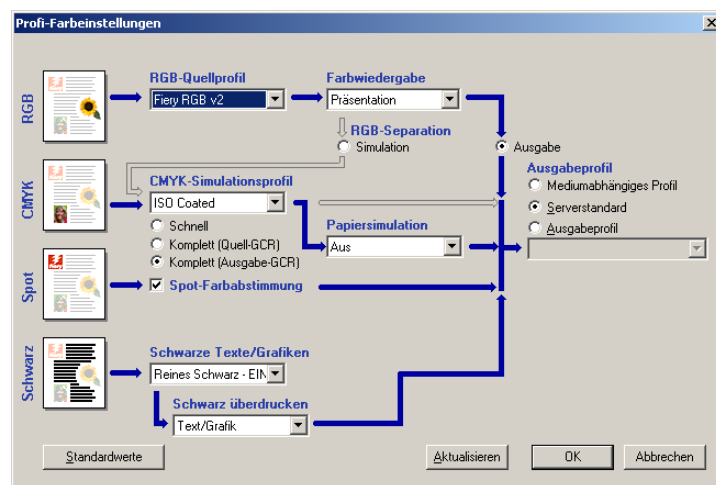 Profi-Farbeinstellungen
RGB
RGB-Quellprofil
Fiery RGB v2
Farbwiedergabe
Präsentation
RGB-Separation
Simulation
Ausgabe
CMYK
CMYK-Simulationsprofil
ISO Coated
Schnell
Komplett (Quell-GCR)
Komplett (Ausgabe-GCR)
Papiersimulation
Aus
Ausgabeprofil
Mediumabhängiges Profil
Serverstandard
Ausgabeprofil
Spot
Spot-Farbabstimmung
Schwarz
Schwarze Texte/Grafiken
Reines Schwarz - EIN
Schwarz überdrucken
Text/Grafik
Standardwerte
Aktualisieren
OK
Abbrechen